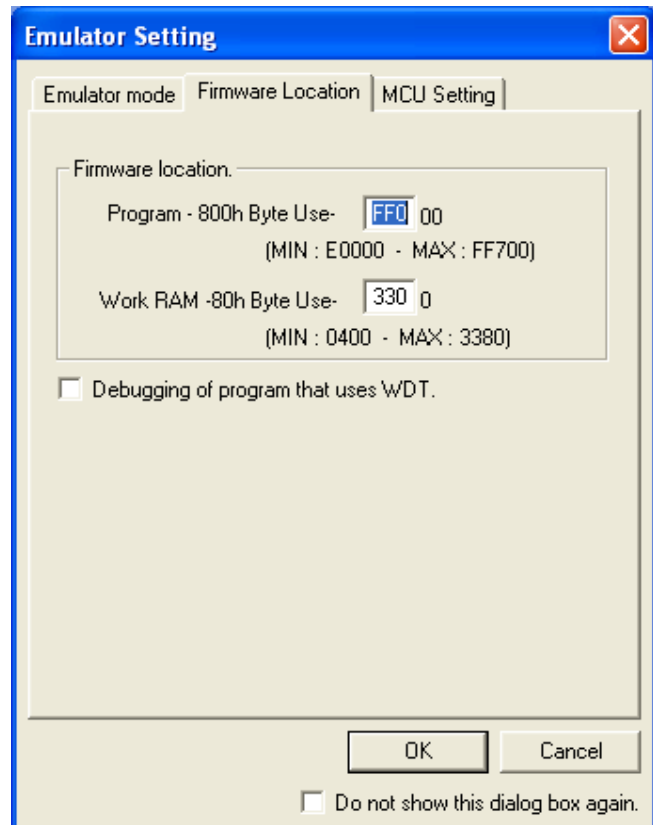 Emulator Setting
Emulator mode Firmware Location MCU Setting
Firmware location.
Program - 800h Byte Use- FF0 00
(MIN : E0000 - MAX : FF700)
Work RAM -80h Byte Use- 330 0
(MIN : 0400 - MAX : 3380)
Debugging of program that uses WDT.
OK Cancel
Do not show this dialog box again.